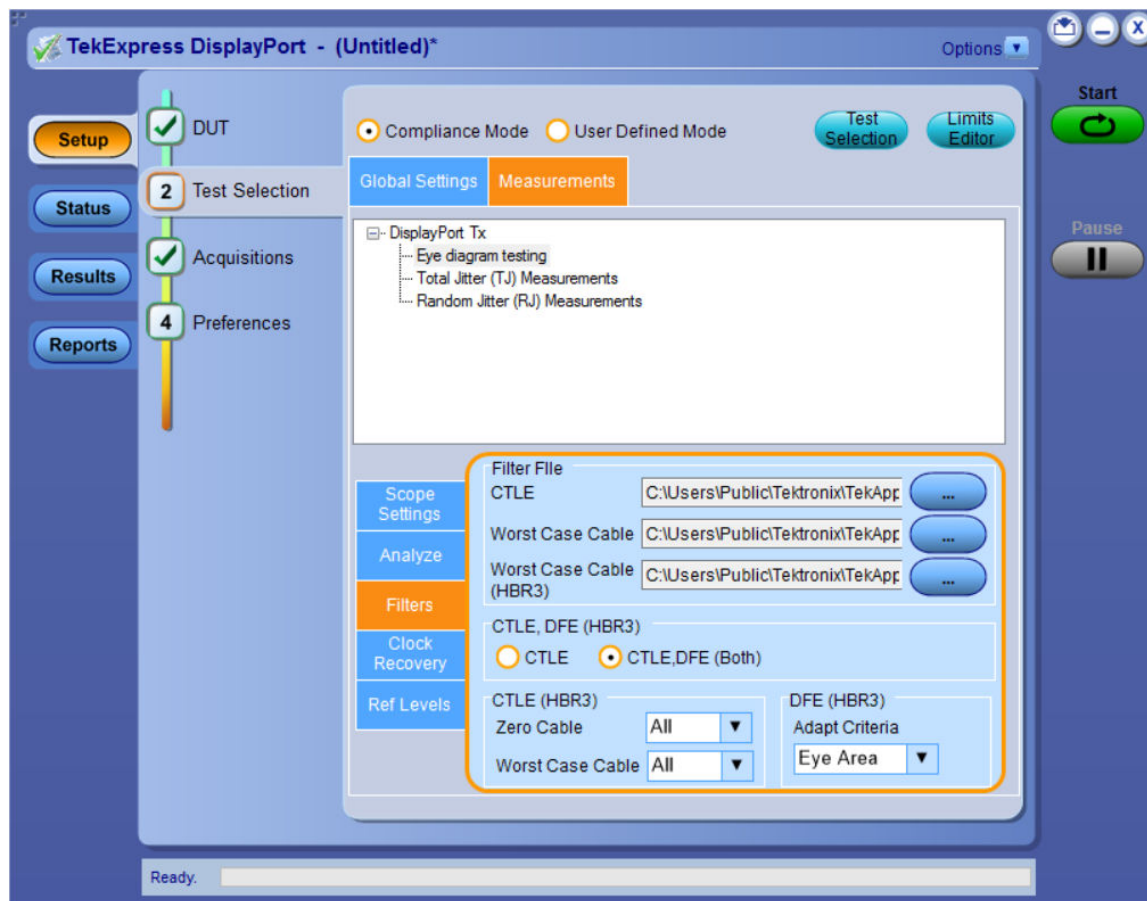 TekExpress DisplayPort - (Untitled)*
Options
Start
Pause
Setup
Status
Results
Reports
DUT
2 Test Selection
Acquisitions
4 Preferences
Compliance Mode
User Defined Mode
Test Selection
Limits Editor
Global Settings
Measurements
DisplayPort Tx
Eye diagram testing
Total Jitter (TJ) Measurements
Random Jitter (RJ) Measurements
Scope Settings
Analyze
Filters
Clock Recovery
Ref Levels
Filter FIle
CTLE C:\Users\Public\Tektronix\TekApp ...
Worst Case Cable C:\Users\Public\Tektronix\TekApp ...
Worst Case Cable (HBR3) C:\Users\Public\Tektronix\TekApp ...
CTLE, DFE (HBR3)
CTLE
CTLE,DFE (Both)
CTLE (HBR3)
Zero Cable All
Worst Case Cable All
DFE (HBR3)
Adapt Criteria
Eye Area
Ready.
X